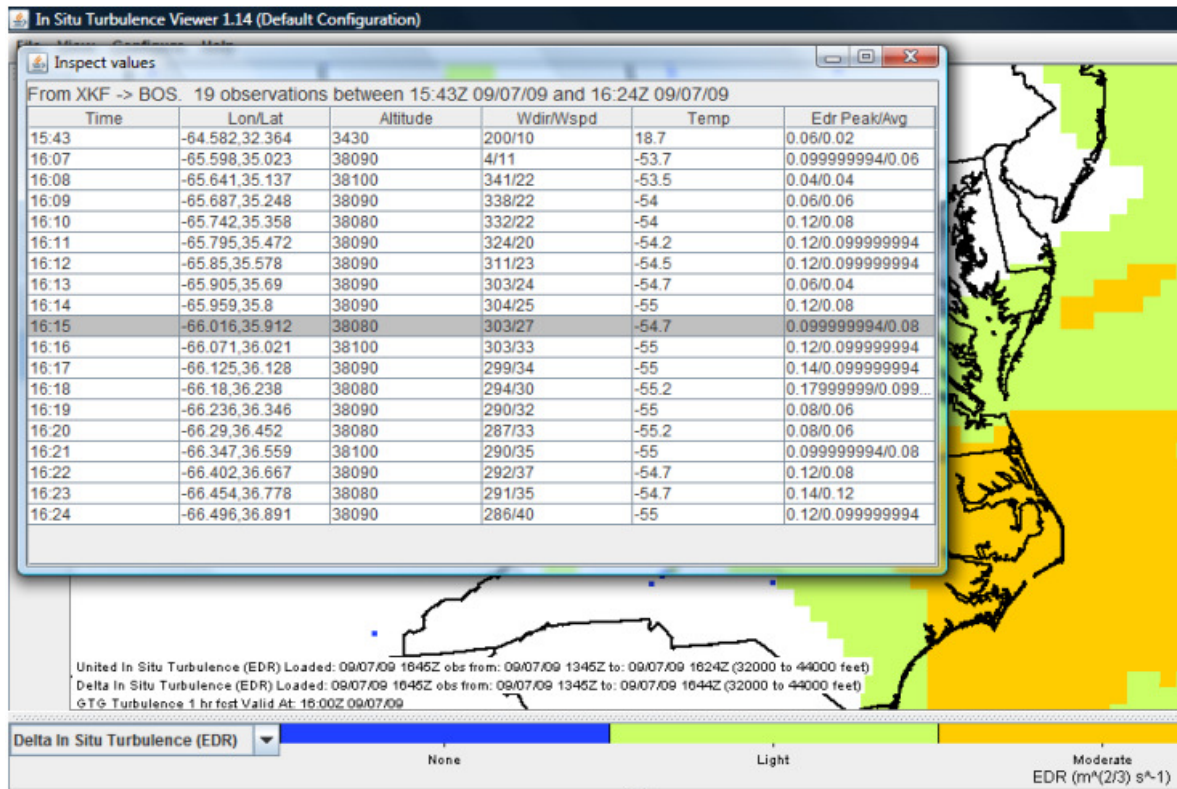 In Situ Turbulence Viewer 1.14 (Default Configuration)
File View Configure Help
Inspect values
From XKF -> BOS. 19 observations between 15:43Z 09/07/09 and 16:24Z 09/07/09
Time Lon/Lat Altitude Wdir/Wspd Temp Edr Peak/Avg
15:43 -64.582,32.364 3430 200/10 18.7 0.06/0.02
16:07 -65.598,35.023 38090 4/11 -53.7 0.099999994/0.06
16:08 -65.641,35.137 38100 341/22 -53.5 0.04/0.04
16:09 -65.687,35.248 38090 338/22 -54 0.06/0.06
16:10 -65.742,35.358 38080 332/22 -54 0.12/0.08
16:11 -65.795,35.472 38090 324/20 -54.2 0.12/0.099999994
16:12 -65.85,35.578 38090 311/23 -54.5 0.12/0.099999994
16:13 -65.905,35.69 38090 303/24 -54.7 0.06/0.04
16:14 -65.959,35.8 38090 304/25 -55 0.12/0.08
16:15 -66.016,35.912 38080 303/27 -54.7 0.099999994/0.08
16:16 -66.071,36.021 38100 303/33 -55 0.12/0.099999994
16:17 -66.125,36.128 38090 299/34 -55 0.14/0.099999994
16:18 -66.18,36.238 38080 294/30 -55.2 0.17999999/0.099...
16:19 -66.236,36.346 38090 290/32 -55 0.08/0.06
16:20 -66.29,36.452 38080 287/33 -55.2 0.08/0.06
16:21 -66.347,36.559 38100 290/35 -55 0.099999994/0.08
16:22 -66.402,36.667 38090 292/37 -54.7 0.12/0.08
16:23 -66.454,36.778 38080 291/35 -54.7 0.14/0.12
16:24 -66.496,36.891 38090 286/40 -55 0.12/0.099999994
United In Situ Turbulence (EDR) Loaded: 09/07/09 1645Z obs from: 09/07/09 1345Z to: 09/07/09 1624Z (32000 to 44000 feet)
Delta In Situ Turbulence (EDR) Loaded: 09/07/09 1645Z obs from: 09/07/09 1345Z to: 09/07/09 1644Z (32000 to 44000 feet)
GTG Turbulence 1 hr fcst Valid At: 16:00Z 09/07/09
Delta In Situ Turbulence (EDR)
None Light Moderate
EDR (m^(2/3) s^-1)